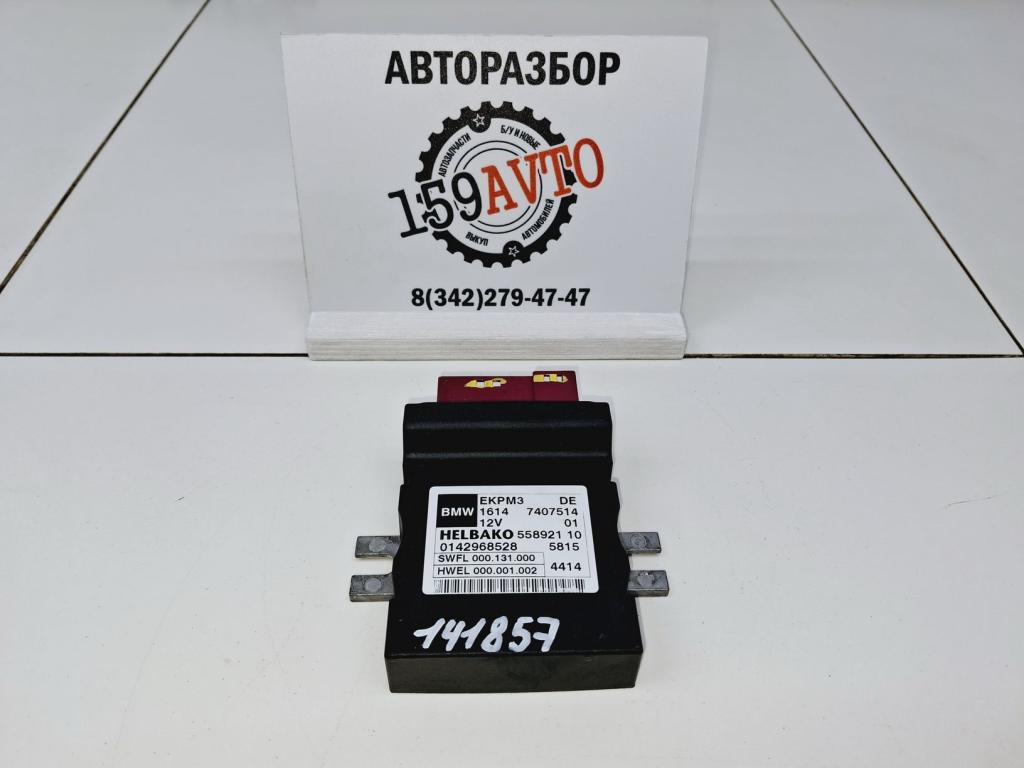 АВТОРАЗБОР
АВТОЗАПЧАСТИ
Б/У И НОВЫЕ
159AVTO
ВЫКУП
АВТОМОБИЛЕЙ
8(342)279-47-47
BMW
EKPM3 DE
1614 7407514
12V 01
HELBAKO 558921 10
0142968528 5815
SWFL 000.131.000
HWEL 000.001.002 4414
141857